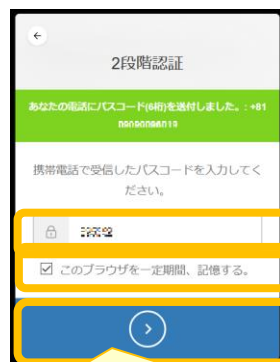 2段階認証
あなたの電話にパスコード(6桁)を送付しました。: +81
携帯電話で受信したパスコードを入力してく
ださい。
このブラウザを一定期間、記憶する。